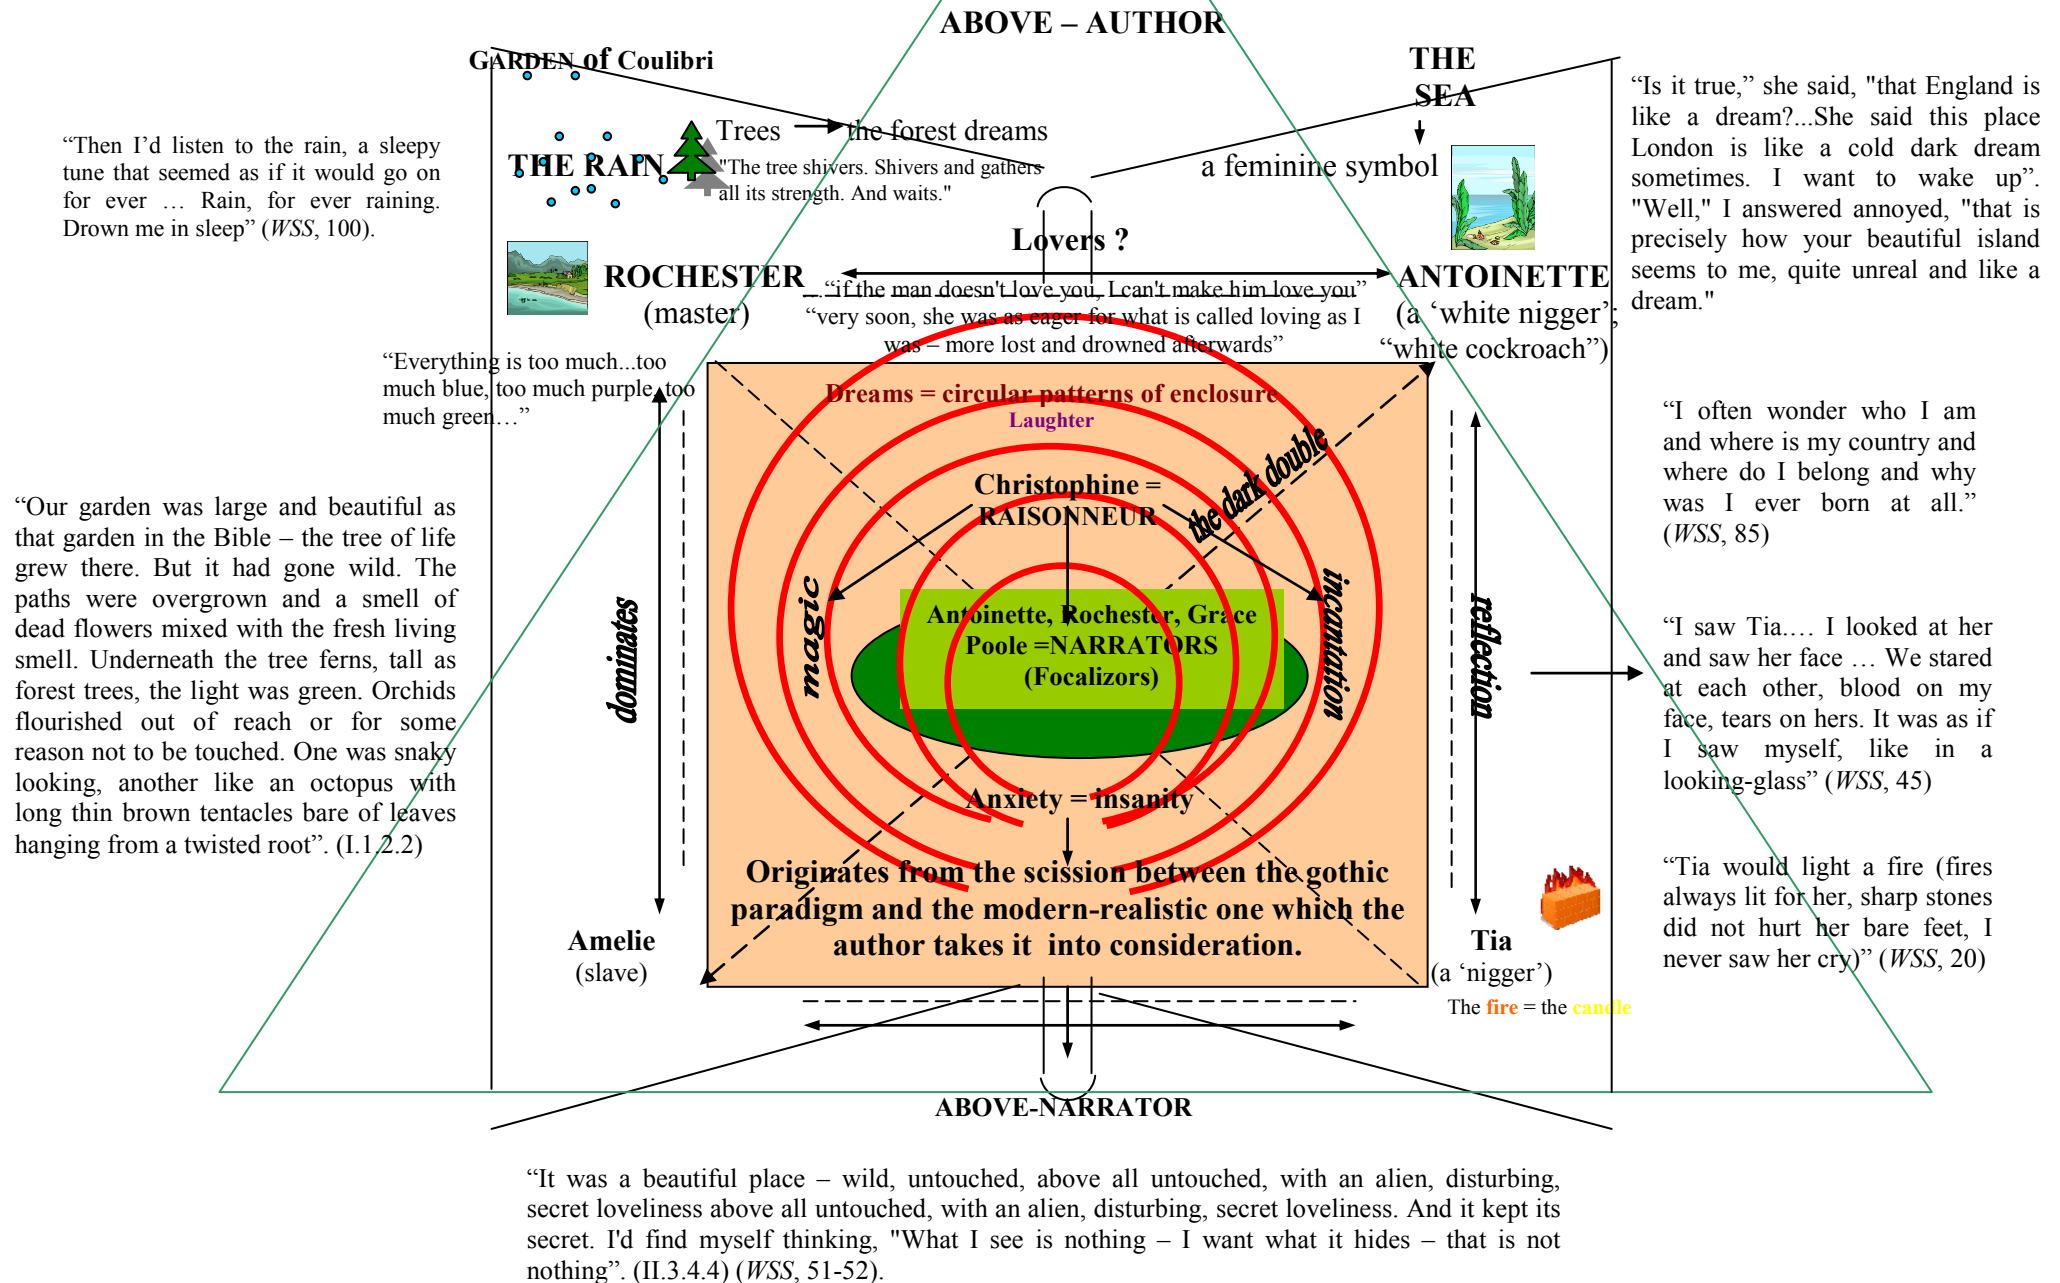 ABOVE – AUTHOR
GARDEN of Coulibri
THE
SEA
Trees
the forest dreams
THE RAIN
"The tree shivers. Shivers and gathers
all its strength. And waits."
a feminine symbol
“Then I’d listen to the rain, a sleepy
tune that seemed as if it would go on
for ever … Rain, for ever raining.
Drown me in sleep” (WSS, 100).
“Is it true,” she said, "that England is
like a dream?...She said this place
London is like a cold dark dream
sometimes. I want to wake up”.
"Well," I answered annoyed, "that is
precisely how your beautiful island
seems to me, quite unreal and like a
dream."
Lovers ?
ROCHESTER
(master)
ANTOINETTE
(a ‘white nigger’;
“white cockroach”)
…“if the man doesn't love you, I can't make him love you”
“very soon, she was as eager for what is called loving as I
was – more lost and drowned afterwards”
“Everything is too much...too
much blue, too much purple, too
much green…”
Dreams = circular patterns of enclosure
Laughter
the dark double
Christophine =
RAISONNEUR
“I often wonder who I am
and where is my country and
where do I belong and why
was I ever born at all.”
(WSS, 85)
“Our garden was large and beautiful as
that garden in the Bible – the tree of life
grew there. But it had gone wild. The
paths were overgrown and a smell of
dead flowers mixed with the fresh living
smell. Underneath the tree ferns, tall as
forest trees, the light was green. Orchids
flourished out of reach or for some
reason not to be touched. One was snaky
looking, another like an octopus with
long thin brown tentacles bare of leaves
hanging from a twisted root”. (I.1.2.2)
dominates
magic
Antoinette, Rochester, Grace
Poole =NARRATORS
(Focalizors)
incantation
reflection
“I saw Tia.… I looked at her
and saw her face … We stared
at each other, blood on my
face, tears on hers. It was as if
I saw myself, like in a
looking-glass” (WSS, 45)
Anxiety = insanity
Originates from the scission between the gothic
paradigm and the modern-realistic one which the
author takes it into consideration.
“Tia would light a fire (fires
always lit for her, sharp stones
did not hurt her bare feet, I
never saw her cry)” (WSS, 20)
Amelie
(slave)
Tia
(a ‘nigger’)
The fire = the candle
ABOVE-NARRATOR
“It was a beautiful place – wild, untouched, above all untouched, with an alien, disturbing,
secret loveliness above all untouched, with an alien, disturbing, secret loveliness. And it kept its
secret. I'd find myself thinking, "What I see is nothing – I want what it hides – that is not
nothing”. (II.3.4.4) (WSS, 51-52).